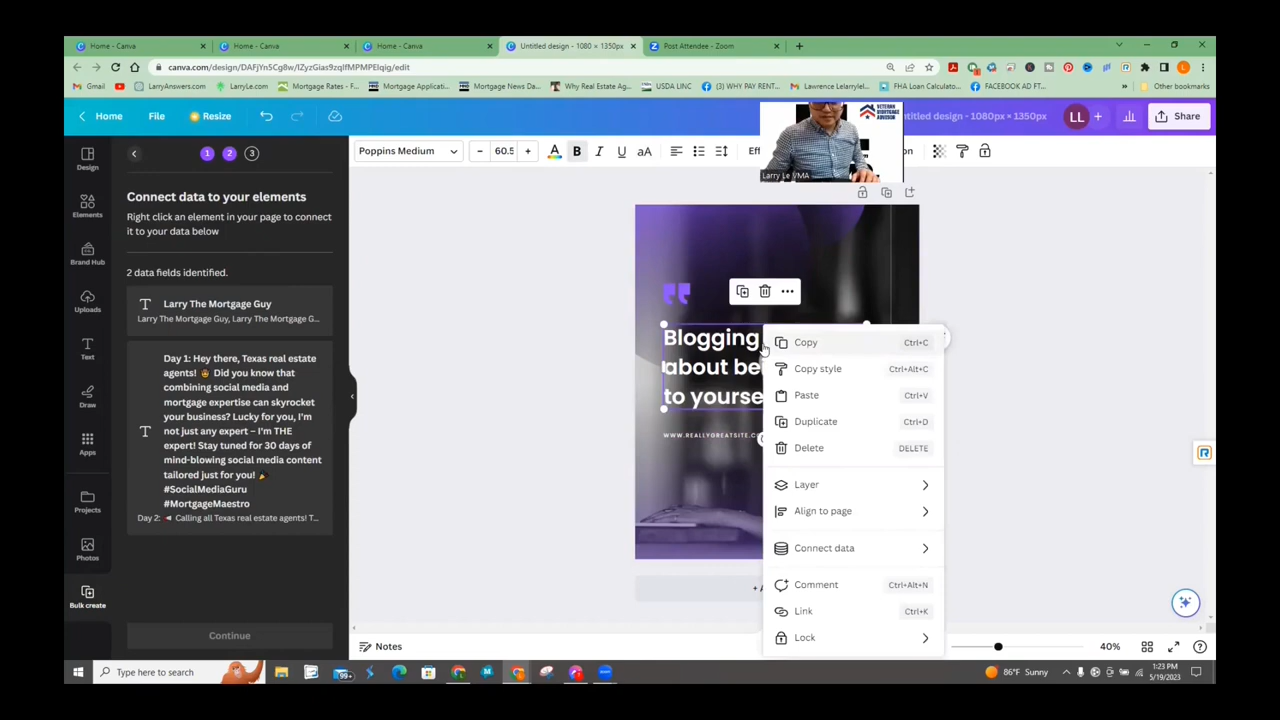 Home - Canva
Home - Canva
Home - Canva
Untitled design - 1080 × 1350px
Post Attendee - Zoom
canva.com/design/DAFjYn5Cg8w/IZyzGias9zqIfMPMPElqig/edit
Gmail
LarryAnswers.com
LarryLe.com
Mortgage Rates - F...
Mortgage Applic...
Mortgage News Da...
Why Real Estate Ag...
USDA LINC
(3) WHY PAY RENT...
Lawrence Lelarrylel...
FHA Loan Calculato...
FACEBOOK AD FT...
Other bookmarks
Home
File
Resize
VETERAN
MORTGAGE
ADVISOR
ntitled design - 1080px × 1350px
LL
Share
Design
1
2
3
Poppins Medium
60.5
A
B
I
U
aA
Eff
on
Larry Le VMA
Connect data to your elements
Right click an element in your page to connect
it to your data below
Elements
Brand Hub
2 data fields identified.
Uploads
T
Larry The Mortgage Guy
Larry The Mortgage Guy, Larry The Mortgage G...
Text
Draw
Apps
T
Day 1: Hey there, Texas real estate
agents! 🤠 Did you know that
combining social media and
mortgage expertise can skyrocket
your business? Lucky for you, I'm
not just any expert – I'm THE
expert! Stay tuned for 30 days of
mind-blowing social media content
tailored just for you! 🎉
#SocialMediaGuru
#MortgageMaestro
Day 2: 📢 Calling all Texas real estate agents! T...
Projects
Photos
Bulk create
Continue
Blogging
about be
to yourse
WWW.REALLYGREATSITE.C
Copy
Ctrl+C
Copy style
Ctrl+Alt+C
Paste
Ctrl+V
Duplicate
Ctrl+D
Delete
DELETE
Layer
Align to page
Connect data
Comment
Ctrl+Alt+N
Link
Ctrl+K
Lock
Notes
40%
Type here to search
99+
86°F Sunny
1:23 PM
5/19/2023